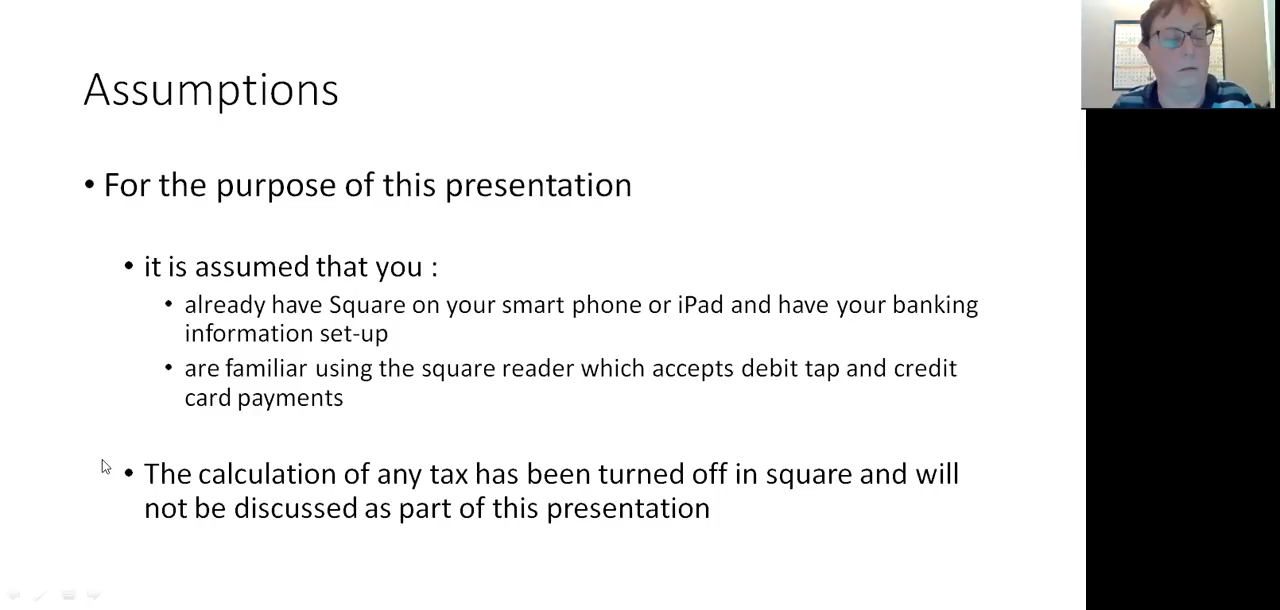 Assumptions
• For the purpose of this presentation
• it is assumed that you :
• already have Square on your smart phone or iPad and have your banking
information set-up
• are familiar using the square reader which accepts debit tap and credit
card payments
• The calculation of any tax has been turned off in square and will
not be discussed as part of this presentation